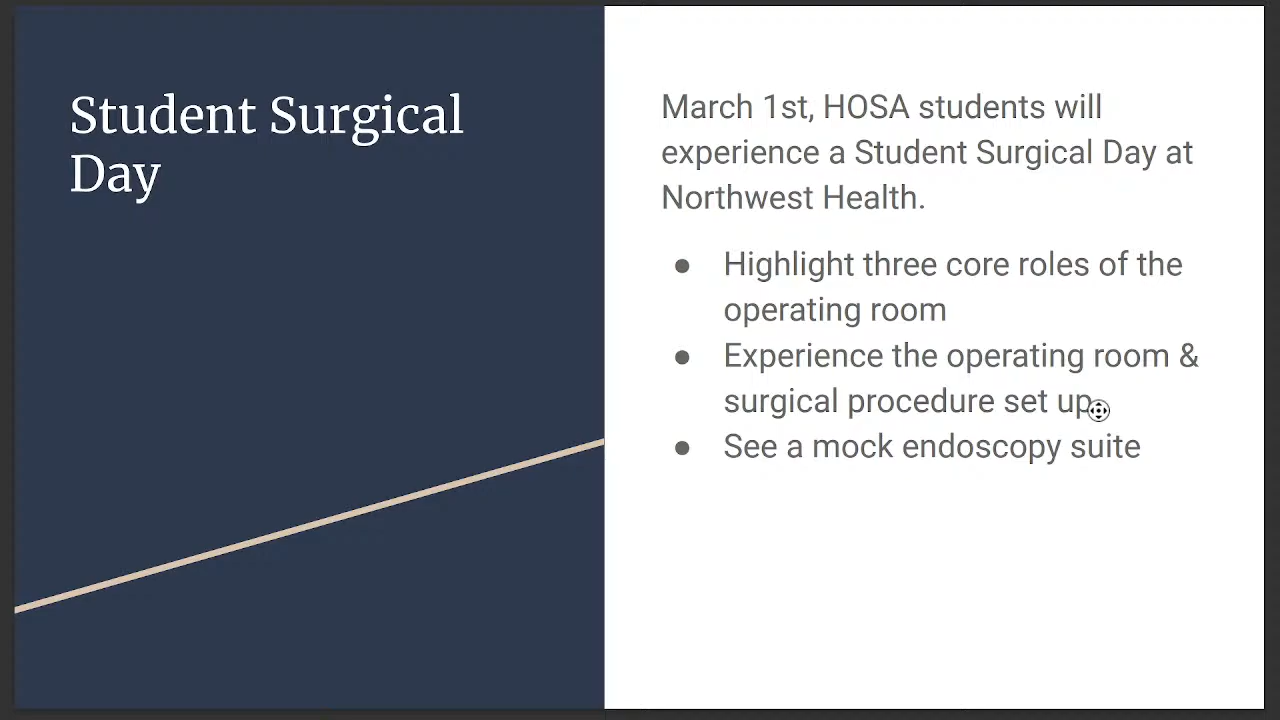 Student Surgical
Day
March 1st, HOSA students will
experience a Student Surgical Day at
Northwest Health.
● Highlight three core roles of the
operating room
● Experience the operating room &
surgical procedure set up
● See a mock endoscopy suite